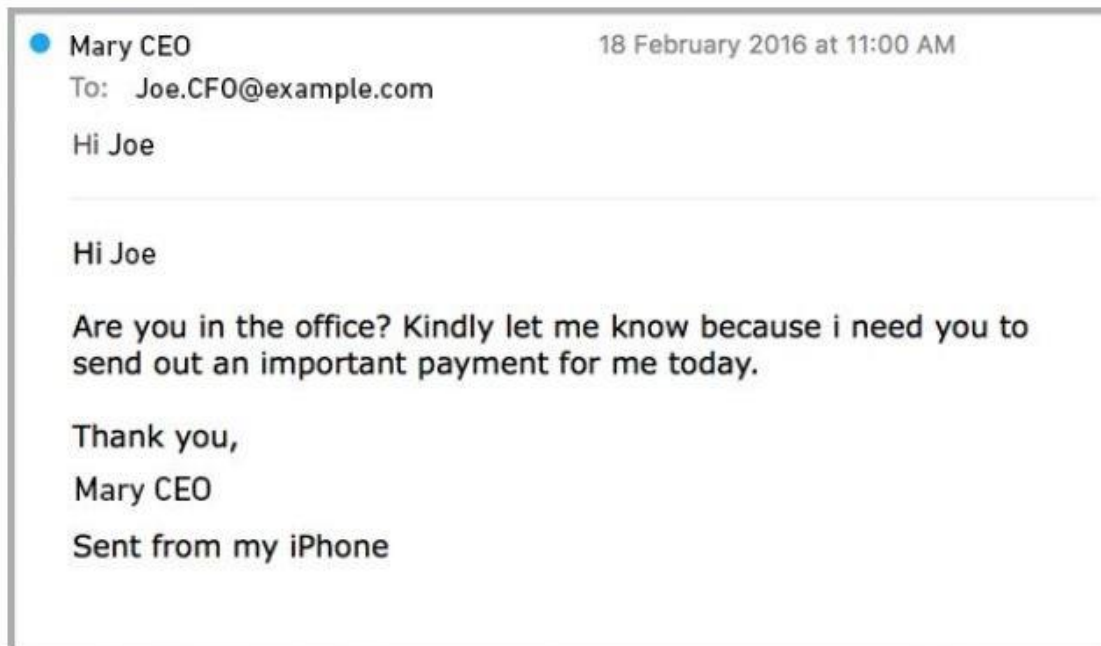 Mary CEO 18 February 2016 at 11:00 AM
To: Joe.CFO@example.com
Hi Joe
Hi Joe
Are you in the office? Kindly let me know because i need you to
send out an important payment for me today.
Thank you,
Mary CEO
Sent from my iPhone